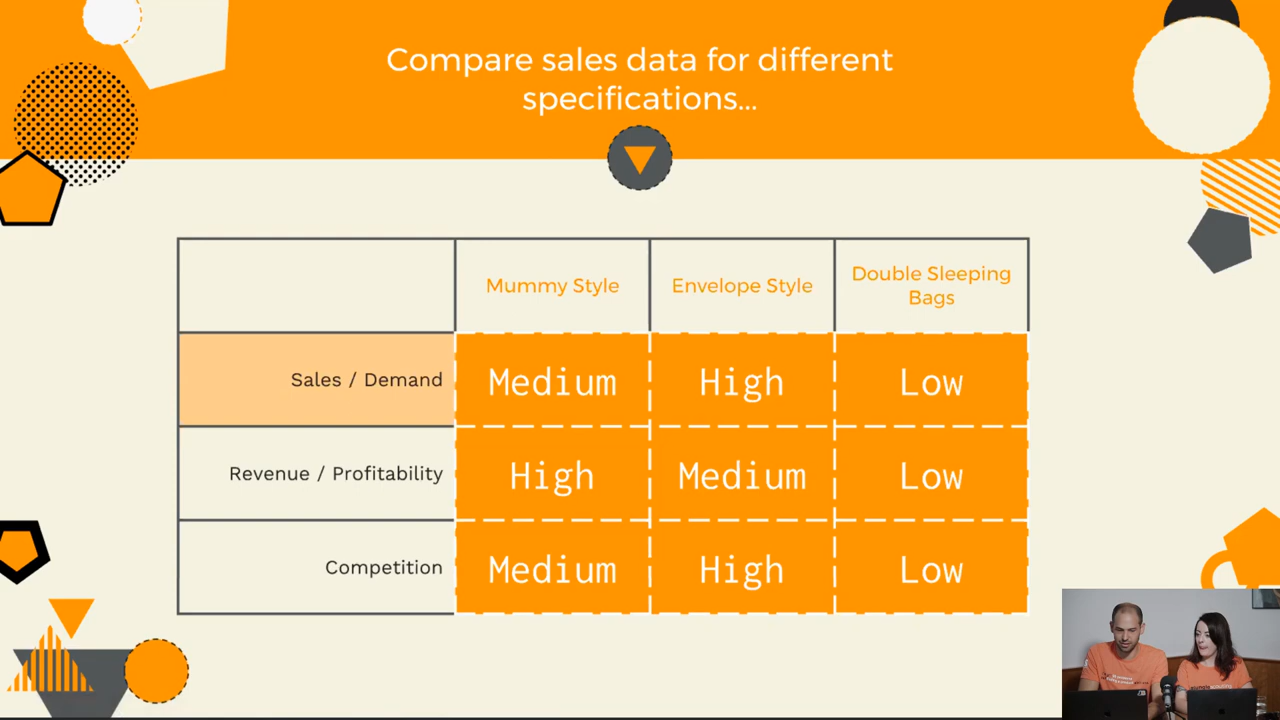 Compare sales data for different
specifications...
Mummy Style
Envelope Style
Double Sleeping
Bags
Sales / Demand
Medium
High
Low
Revenue / Profitability
High
Medium
Low
Competition
Medium
High
Low